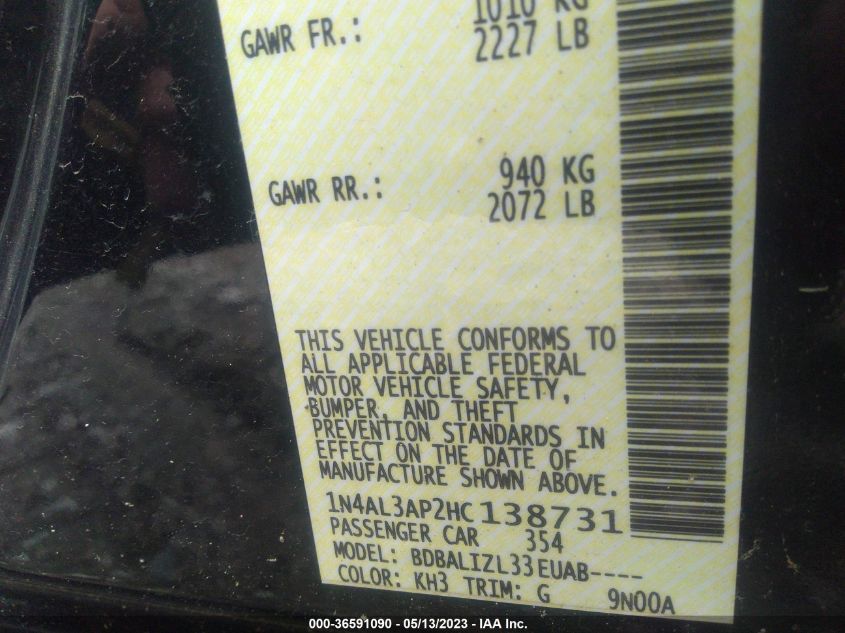 1010 KG
GAWR FR.: 2227 LB
940 KG
GAWR RR.: 2072 LB
THIS VEHICLE CONFORMS TO
ALL APPLICABLE FEDERAL
MOTOR VEHICLE SAFETY,
BUMPER, AND THEFT
PREVENTION STANDARDS IN
EFFECT ON THE DATE OF
MANUFACTURE SHOWN ABOVE.
1N4AL3AP2HC138731
PASSENGER CAR 354
MODEL: BDBALIZL33EUAB----
COLOR: KH3 TRIM: G 9N00A
000-36591090 - 05/13/2023 - IAA Inc.